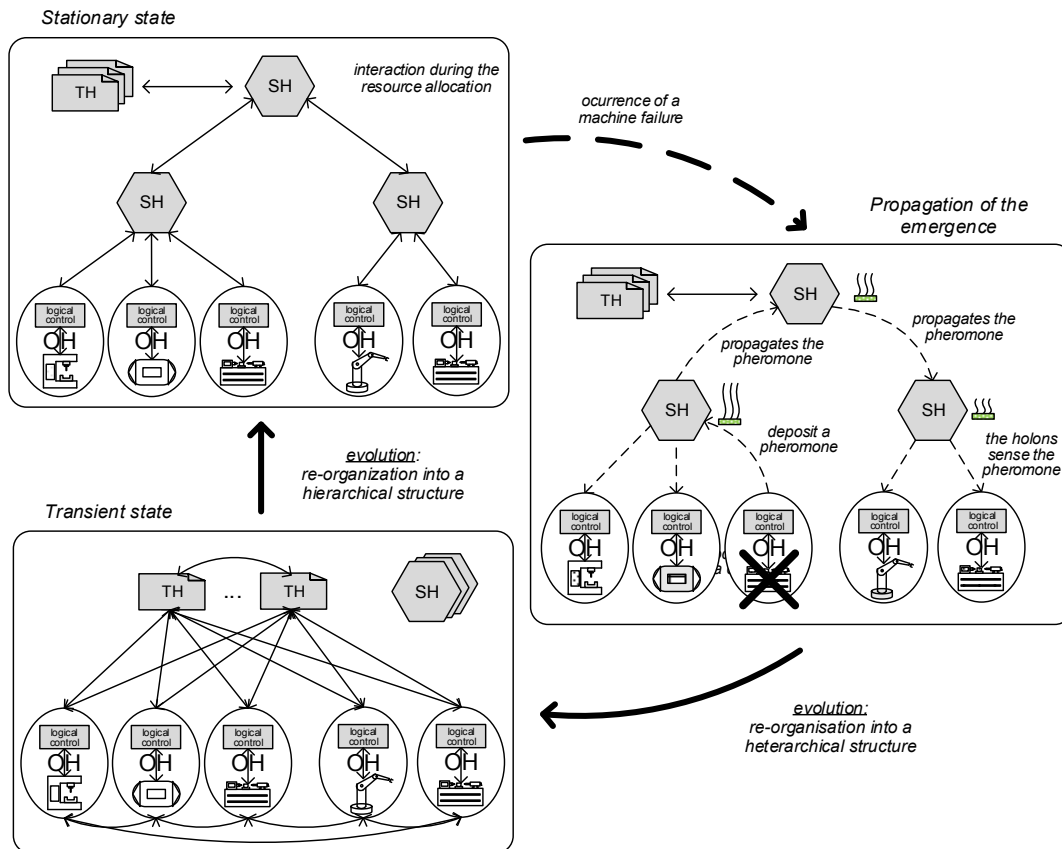 Stationary state
TH
SH
interaction during the
resource allocation
SH
SH
logical
control
OH
logical
control
OH
logical
control
OH
logical
control
OH
logical
control
OH
ocurrence of a
machine failure
Propagation of the
emergence
TH
SH
propagates the
pheromone
propagates the
pheromone
SH
SH
deposit a
pheromone
the holons
sense the
pheromone
logical
control
OH
logical
control
OH
logical
control
OH
logical
control
OH
logical
control
OH
evolution:
re-organization into a
hierarchical structure
Transient state
TH
...
TH
SH
logical
control
OH
logical
control
OH
logical
control
OH
logical
control
OH
logical
control
OH
evolution:
re-organisation into a
heterarchical structure